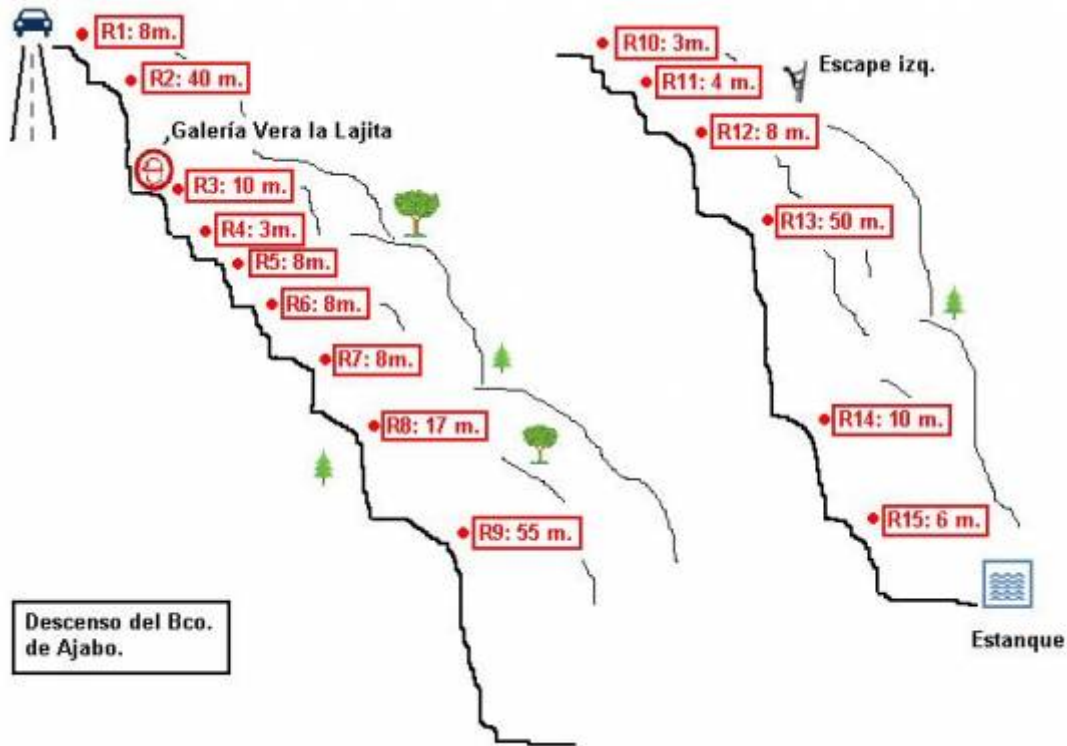 R1: 8m.
R2: 40 m.
Galería Vera la Lajita
R3: 10 m.
R4: 3m.
R5: 8m.
R6: 8m.
R7: 8m.
R8: 17 m.
R9: 55 m.
Descenso del Bco.
de Ajabo.
R10: 3m.
R11: 4 m.
Escape izq.
R12: 8 m.
R13: 50 m.
R14: 10 m.
R15: 6 m.
Estanque